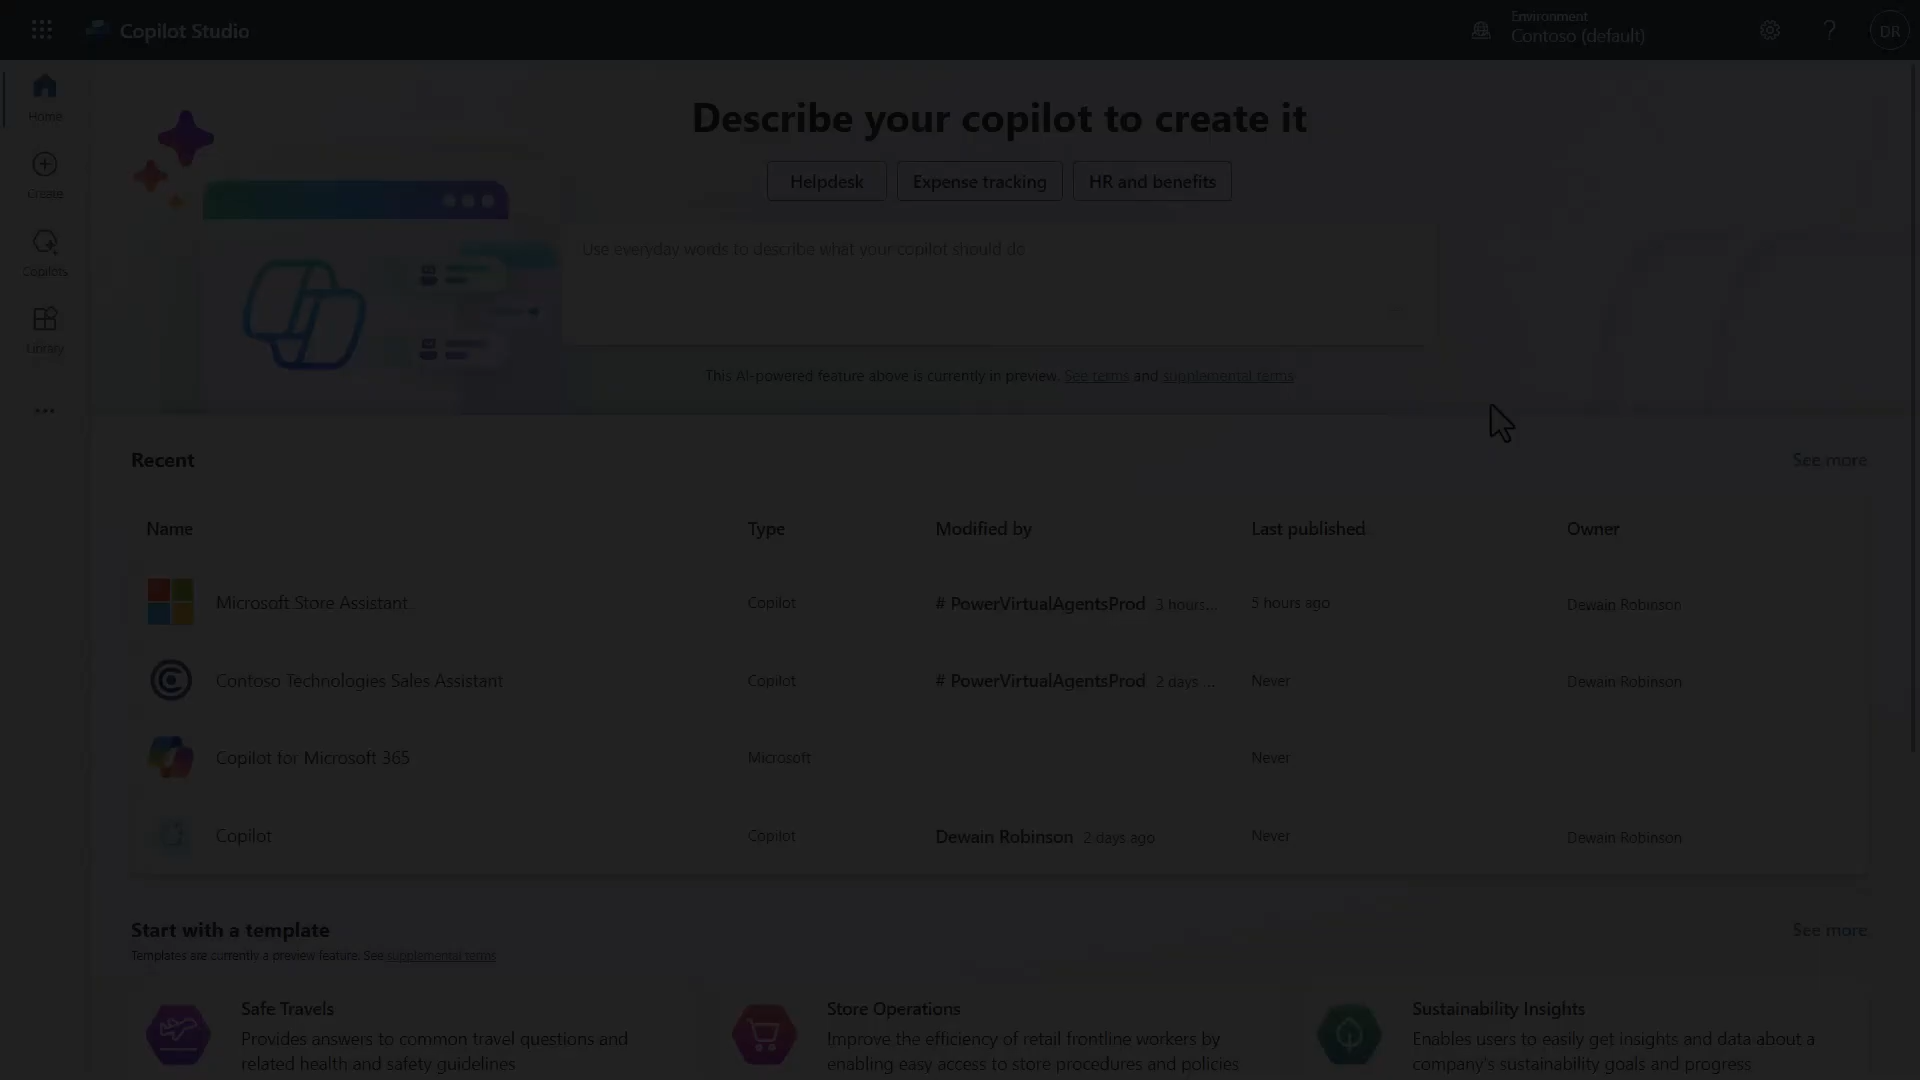 Copilot Studio
Environment
Contoso (default)
DR
Home
Create
Copilots
Library
Describe your copilot to create it
Helpdesk
Expense tracking
HR and benefits
Use everyday words to describe what your copilot should do
This AI-powered feature above is currently in preview. See terms and supplemental terms
Recent
See more
Name
Type
Modified by
Last published
Owner
Microsoft Store Assistant
Copilot
# PowerVirtualAgentsProd 3 hours...
5 hours ago
Dewain Robinson
Contoso Technologies Sales Assistant
Copilot
# PowerVirtualAgentsProd 2 days ...
Never
Dewain Robinson
Copilot for Microsoft 365
Microsoft
Never
Copilot
Copilot
Dewain Robinson 2 days ago
Never
Dewain Robinson
Start with a template
See more
Templates are currently a preview feature. See supplemental terms
Safe Travels
Provides answers to common travel questions and
related health and safety guidelines
Store Operations
Improve the efficiency of retail frontline workers by
enabling easy access to store procedures and policies
Sustainability Insights
Enables users to easily get insights and data about a
company's sustainability goals and progress